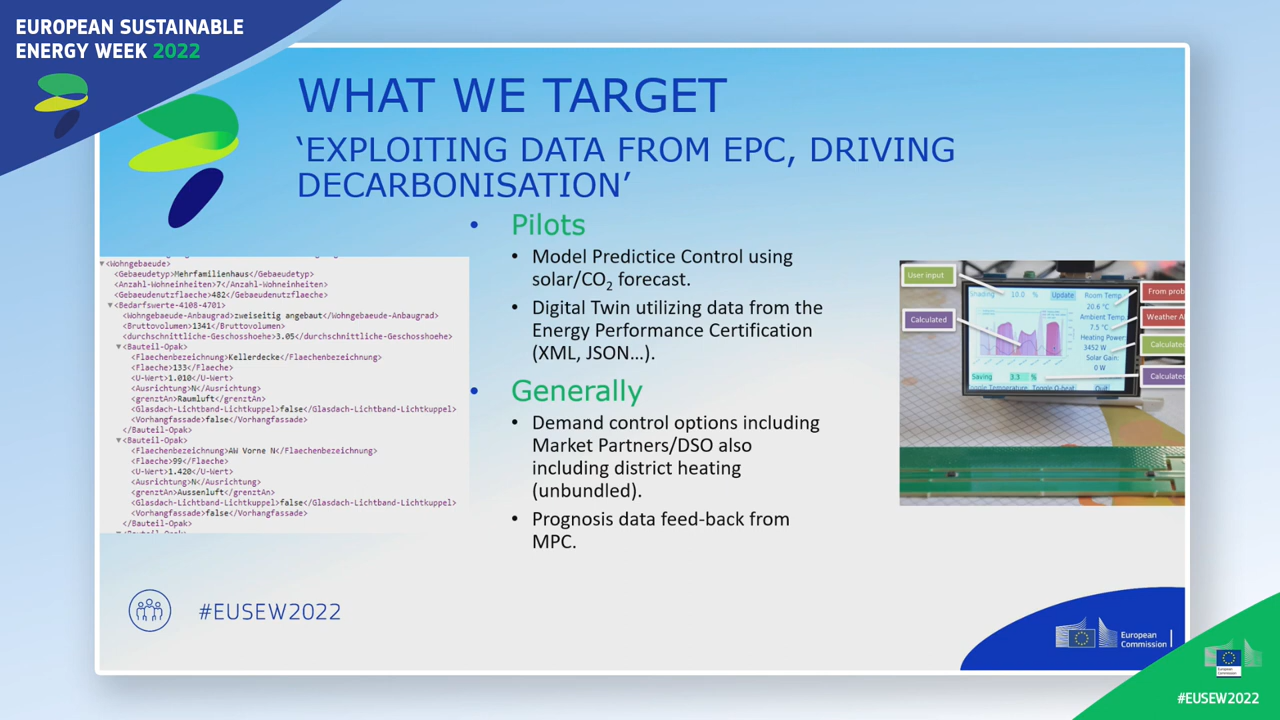 EUROPEAN SUSTAINABLE
ENERGY WEEK 2022
WHAT WE TARGET
‘EXPLOITING DATA FROM EPC, DRIVING
DECARBONISATION’
<Wohngebaeude>
<Gebaeudetyp>Mehrfamilienhaus</Gebaeudetyp>
<Anzahl-Wohneinheiten>7</Anzahl-Wohneinheiten>
<Gebaeudenutzflaeche>482</Gebaeudenutzflaeche>
<Bedarfswerte-4108-4701>
<Wohngebaeude-Anbaugrad>zweiseitig angebaut</Wohngebaeude-Anbaugrad>
<Bruttovolumen>1341</Bruttovolumen>
<durchschnittliche-Geschosshoehe>3.05</durchschnittliche-Geschosshoehe>
<Bauteil-Opak>
<Flaechenbezeichnung>Kellerdecke</Flaechenbezeichnung>
<Flaeche>133</Flaeche>
<U-Wert>1.010</U-Wert>
<Ausrichtung>N</Ausrichtung>
<grenztAn>Raumluft</grenztAn>
<Glasdach-Lichtband-Lichtkuppel>false</Glasdach-Lichtband-Lichtkuppel>
<Vorhangfassade>false</Vorhangfassade>
</Bauteil-Opak>
<Bauteil-Opak>
<Flaechenbezeichnung>AW Vorne N</Flaechenbezeichnung>
<Flaeche>99</Flaeche>
<U-Wert>1.420</U-Wert>
<Ausrichtung>N</Ausrichtung>
<grenztAn>Aussenluft</grenztAn>
<Glasdach-Lichtband-Lichtkuppel>false</Glasdach-Lichtband-Lichtkuppel>
<Vorhangfassade>false</Vorhangfassade>
</Bauteil-Opak>
• Pilots
• Model Predictice Control using
solar/CO₂ forecast.
• Digital Twin utilizing data from the
Energy Performance Certification
(XML, JSON...).
• Generally
• Demand control options including
Market Partners/DSO also
including district heating
(unbundled).
• Prognosis data feed-back from
MPC.
User input
Calculated
10.0 %
Update
Room Temp
20.6 °C
Ambient Temp
7.5 °C
Heating Power
3452 W
Solar Gain:
0 W
Saving
3.3 %
Quit
From prob
Weather A
Calculated
Calculated
#EUSEW2022
European
Commission
#EUSEW2022